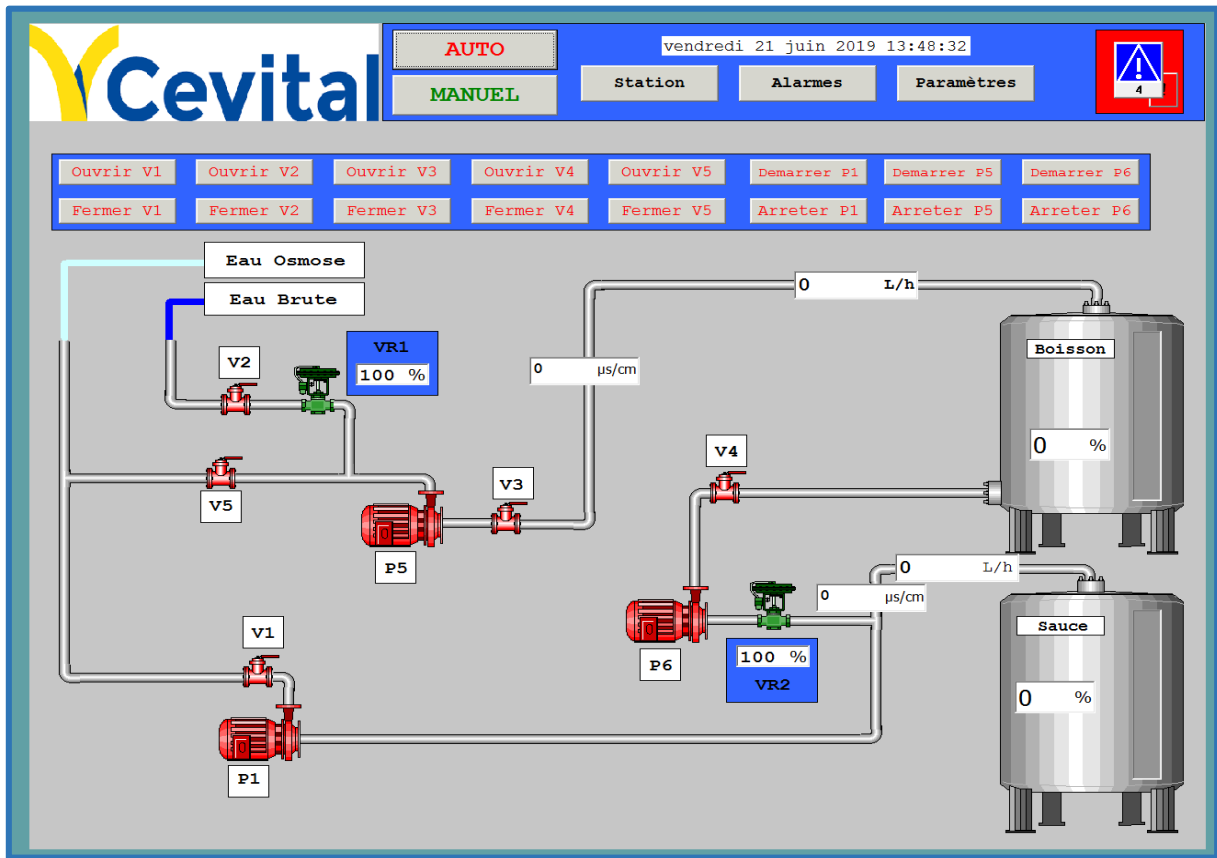 Cevital
AUTO
MANUEL
vendredi 21 juin 2019 13:48:32
Station Alarmes Paramètres
! 4 !
Ouvrir V1 Ouvrir V2 Ouvrir V3 Ouvrir V4 Ouvrir V5 Demarrer P1 Demarrer P5 Demarrer P6
Fermer V1 Fermer V2 Fermer V3 Fermer V4 Fermer V5 Arreter P1 Arreter P5 Arreter P6
Eau Osmose
Eau Brute
0 L/h
VR1
100 %
V2
0 µs/cm
Boisson
0 %
V4
V5
V3
P5
0 L/h
0 µs/cm
Sauce
0 %
V1
P6
100 %
VR2
P1